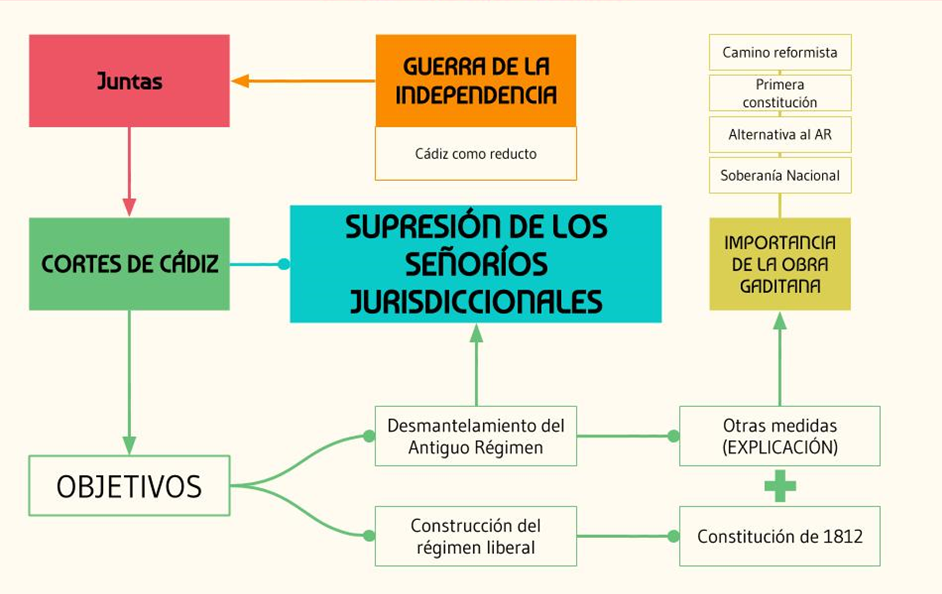 Juntas
GUERRA DE LA
INDEPENDENCIA
Cádiz como reducto
Camino reformista
Primera
constitución
Alternativa al AR
Soberanía Nacional
CORTES DE CÁDIZ
SUPRESIÓN DE LOS
SEÑORÍOS
JURISDICCIONALES
IMPORTANCIA
DE LA OBRA
GADITANA
OBJETIVOS
Desmantelamiento del
Antiguo Régimen
Otras medidas
(EXPLICACIÓN)
Construcción del
régimen liberal
Constitución de 1812